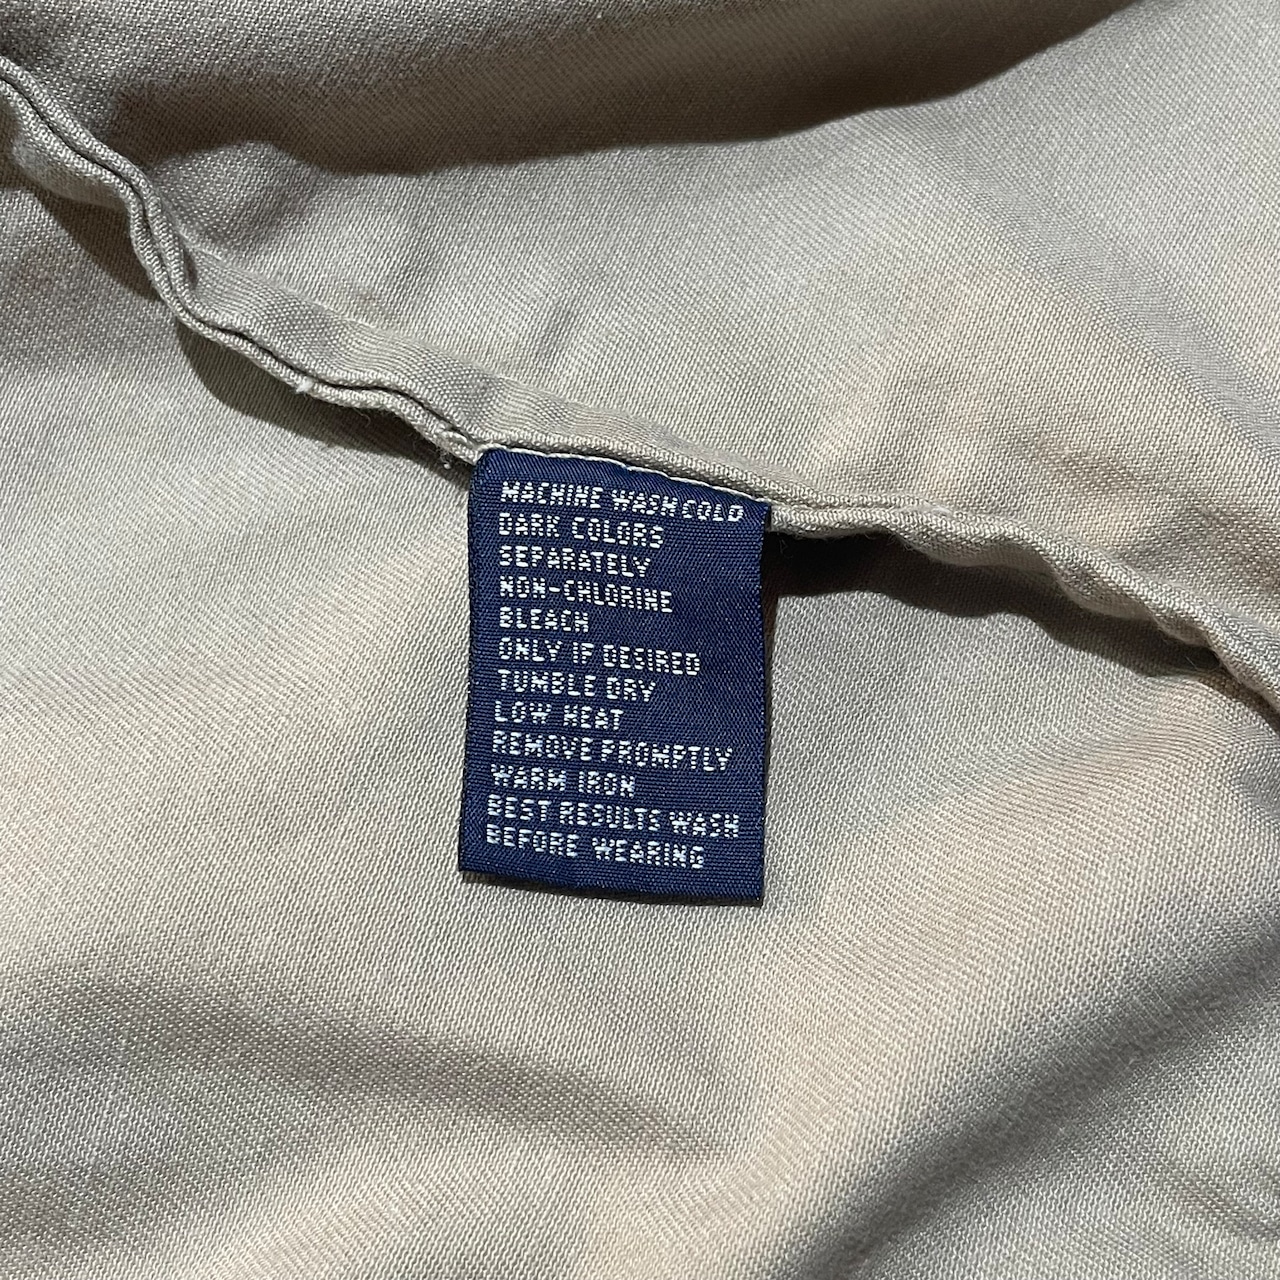 MACHINE WASH COLD
DARK COLORS
SEPARATELY
NON-CHLORINE
BLEACH
ONLY IF DESIRED
TUMBLE DRY
LOW HEAT
REMOVE PROMPTLY
WARM IRON
BEST RESULTS WASH
BEFORE WEARING